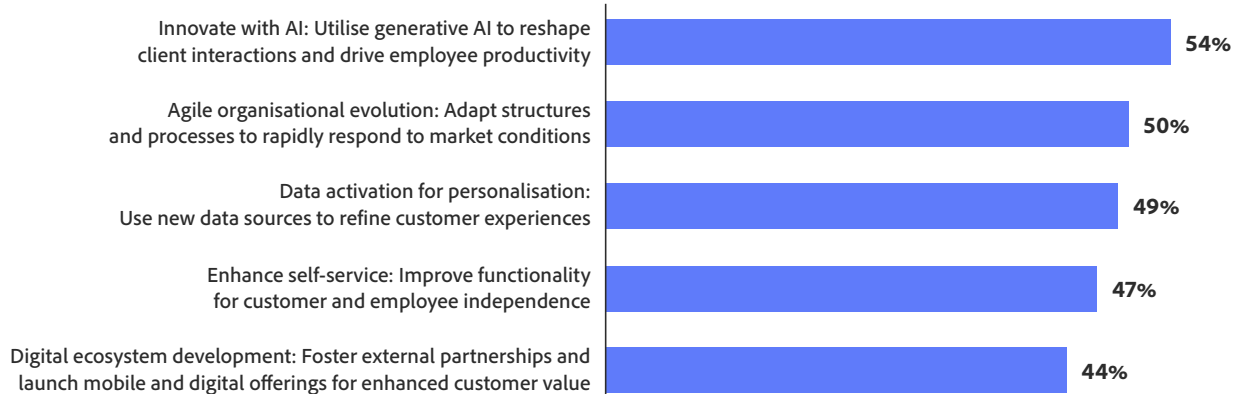 Innovate with AI: Utilise generative AI to reshape
client interactions and drive employee productivity
54%
Agile organisational evolution: Adapt structures
and processes to rapidly respond to market conditions
50%
Data activation for personalisation:
Use new data sources to refine customer experiences
49%
Enhance self-service: Improve functionality
for customer and employee independence
47%
Digital ecosystem development: Foster external partnerships and
launch mobile and digital offerings for enhanced customer value
44%